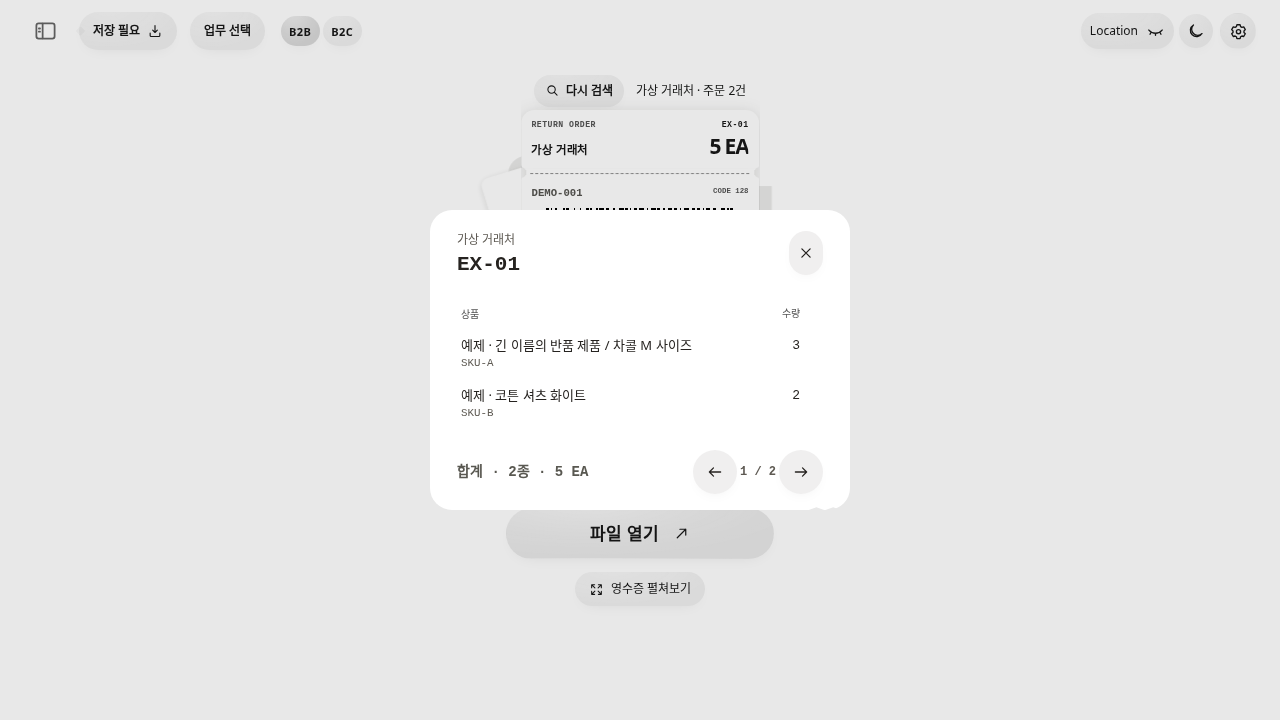 저장 필요
업무 선택
B2B
B2C
Location
다시 검색
가상 거래처 · 주문 2건
RETURN ORDER
EX-01
가상 거래처
5 EA
DEMO-001
CODE 128
가상 거래처
EX-01
상품
수량
예제 · 긴 이름의 반품 제품 / 차콜 M 사이즈
3
SKU-A
예제 · 코튼 셔츠 화이트
2
SKU-B
합계 · 2종 · 5 EA
1 / 2
파일 열기
영수증 펼쳐보기